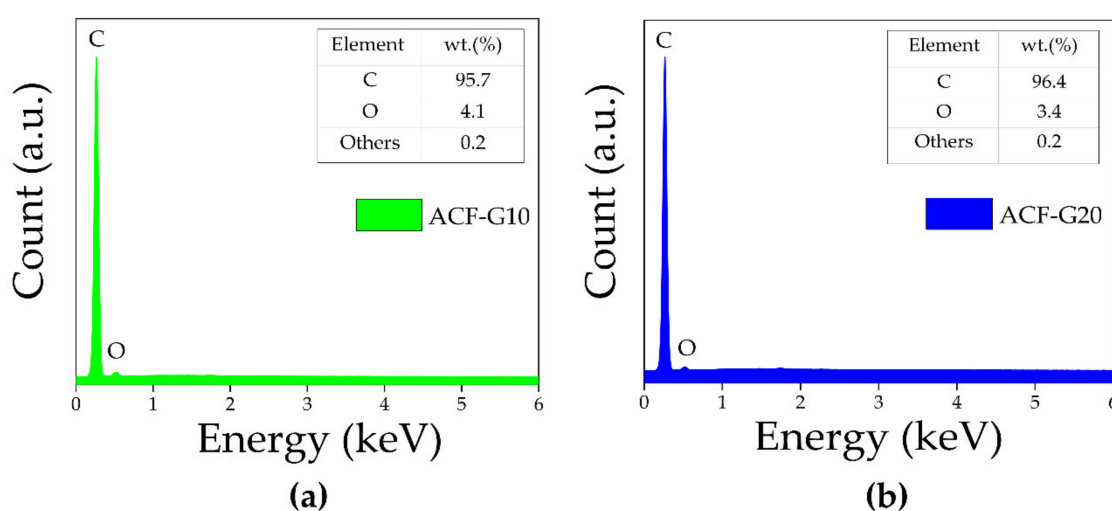 C
Element wt.(%)
C 95.7
O 4.1
Others 0.2
ACF-G10
O
Count (a.u.)
0 1 2 3 4 5 6
Energy (keV)
(a)
C
Element wt.(%)
C 96.4
O 3.4
Others 0.2
ACF-G20
O
Count (a.u.)
0 1 2 3 4 5 6
Energy (keV)
(b)